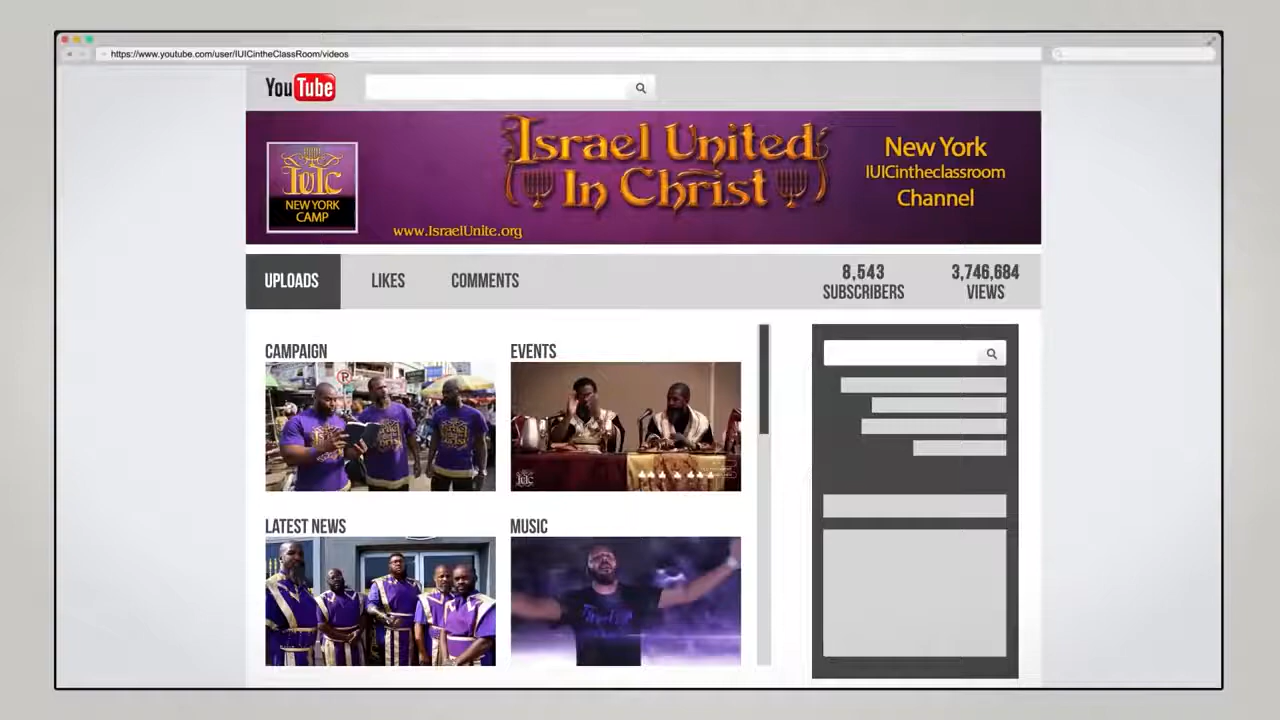 https://www.youtube.com/user/IUICintheClassRoom/videos
YouTube
Israel United
In Christ
New York
IUICintheclassroom
Channel
IUIC
NEW YORK
CAMP
www.IsraelUnite.org
UPLOADS
LIKES
COMMENTS
8,543
SUBSCRIBERS
3,746,684
VIEWS
CAMPAIGN
EVENTS
P
IUIC
LATEST NEWS
MUSIC